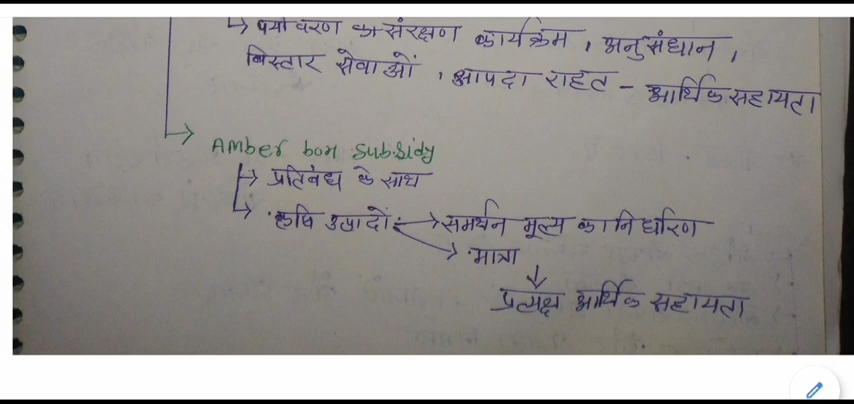 ↳ पर्यावरण का संरक्षण कार्यक्रम, अनुसंधान,
विस्तार सेवाओं, आपदा राहत - आर्थिक सहायता
→ Amber box subsidy
→ प्रतिबंध के साथ
→ कृषि उत्पादों: → समर्थन मूल्य का निर्धारण
→ मात्रा
↓
प्रत्यक्ष आर्थिक सहायता